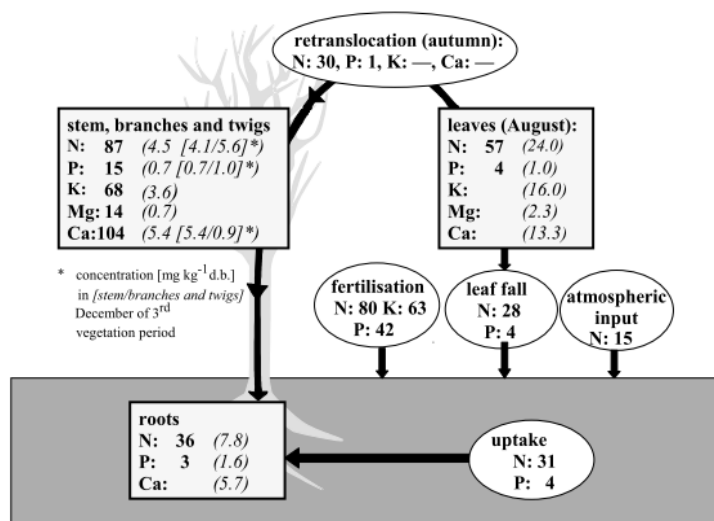 retranslocation (autumn):
N: 30, P: 1, K: —, Ca: —
stem, branches and twigs
N: 87 (4.5 [4.1/5.6]*)
P: 15 (0.7 [0.7/1.0]*)
K: 68 (3.6)
Mg: 14 (0.7)
Ca:104 (5.4 [5.4/0.9]*)
leaves (August):
N: 57 (24.0)
P: 4 (1.0)
K: (16.0)
Mg: (2.3)
Ca: (13.3)
* concentration [mg kg-1 d.b.]
in [stem/branches and twigs]
December of 3rd
vegetation period
fertilisation
N: 80 K: 63
P: 42
leaf fall
N: 28
P: 4
atmospheric
input
N: 15
roots
N: 36 (7.8)
P: 3 (1.6)
Ca: (5.7)
uptake
N: 31
P: 4